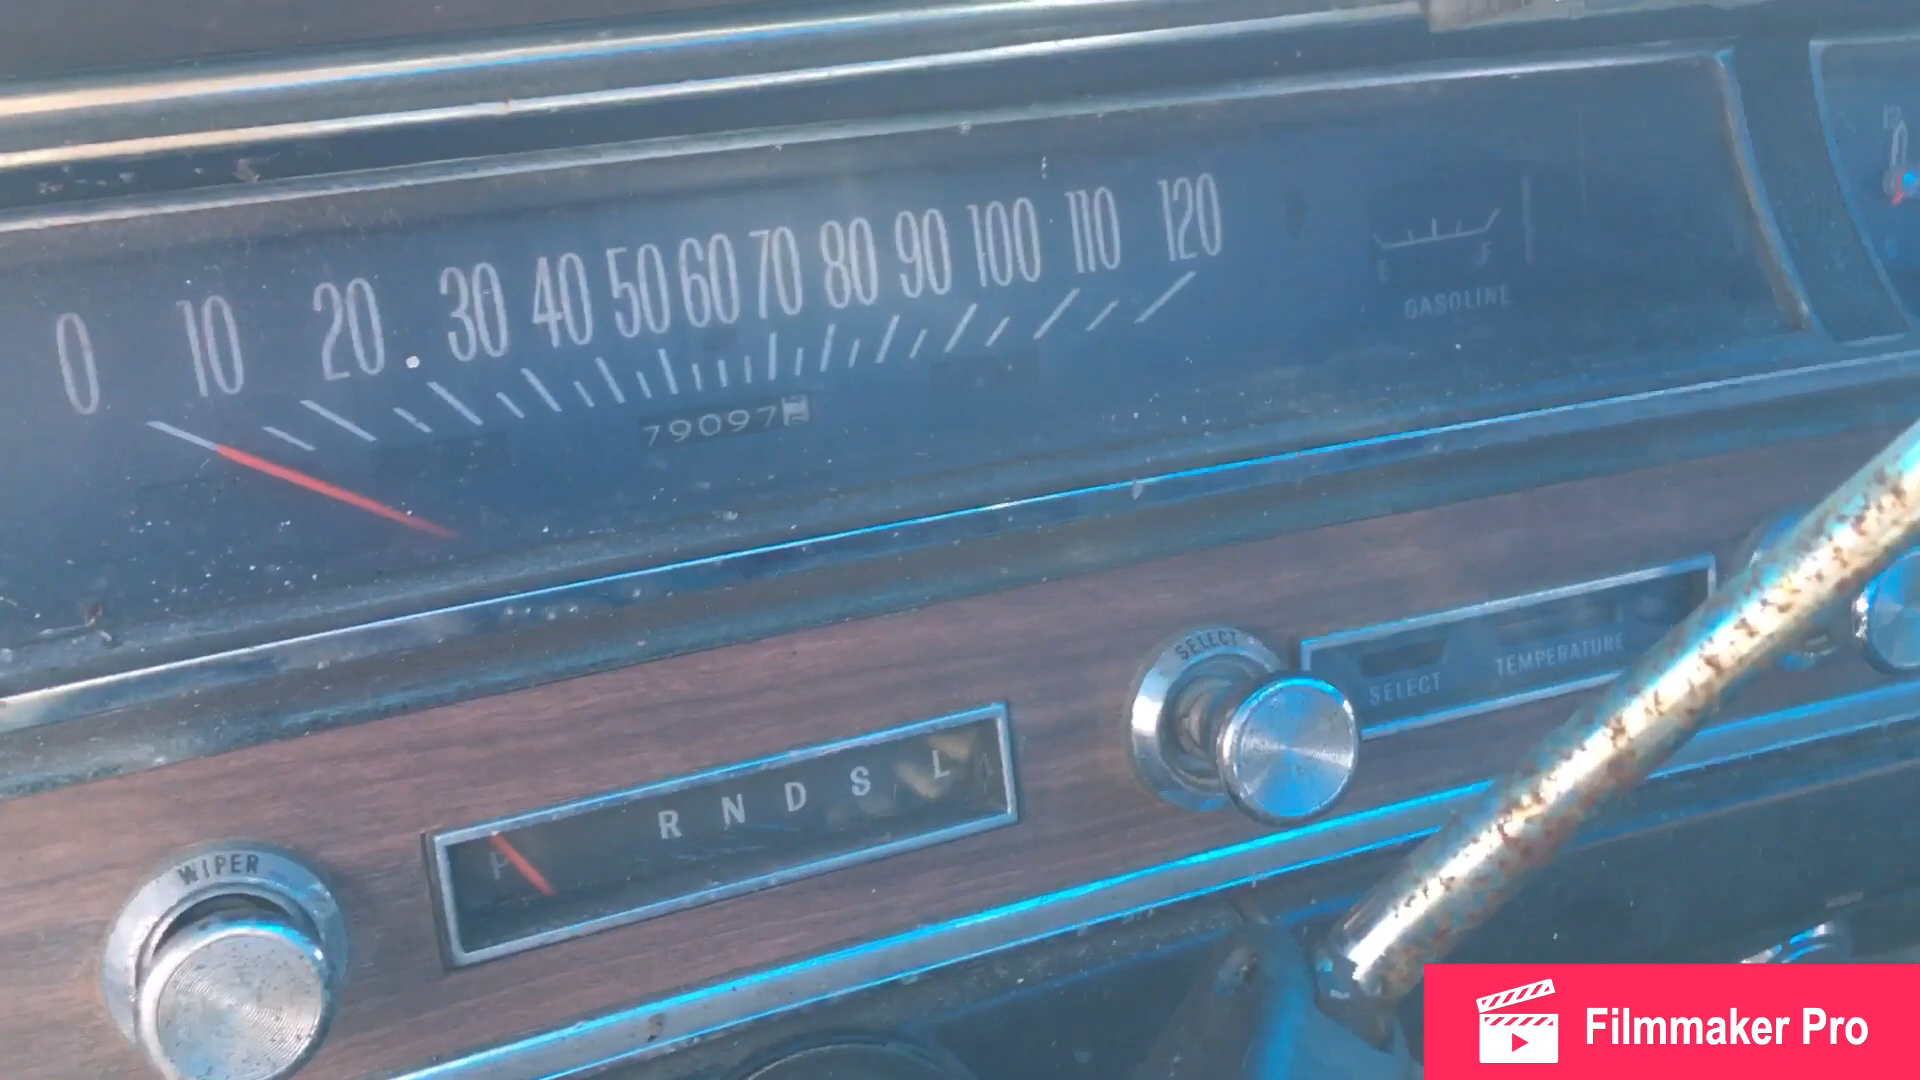 0 10 20 30 40 50 60 70 80 90 100 110 120
E F
GASOLINE
79097
SELECT
SELECT TEMPERATURE
P R N D S L
WIPER
Filmmaker Pro